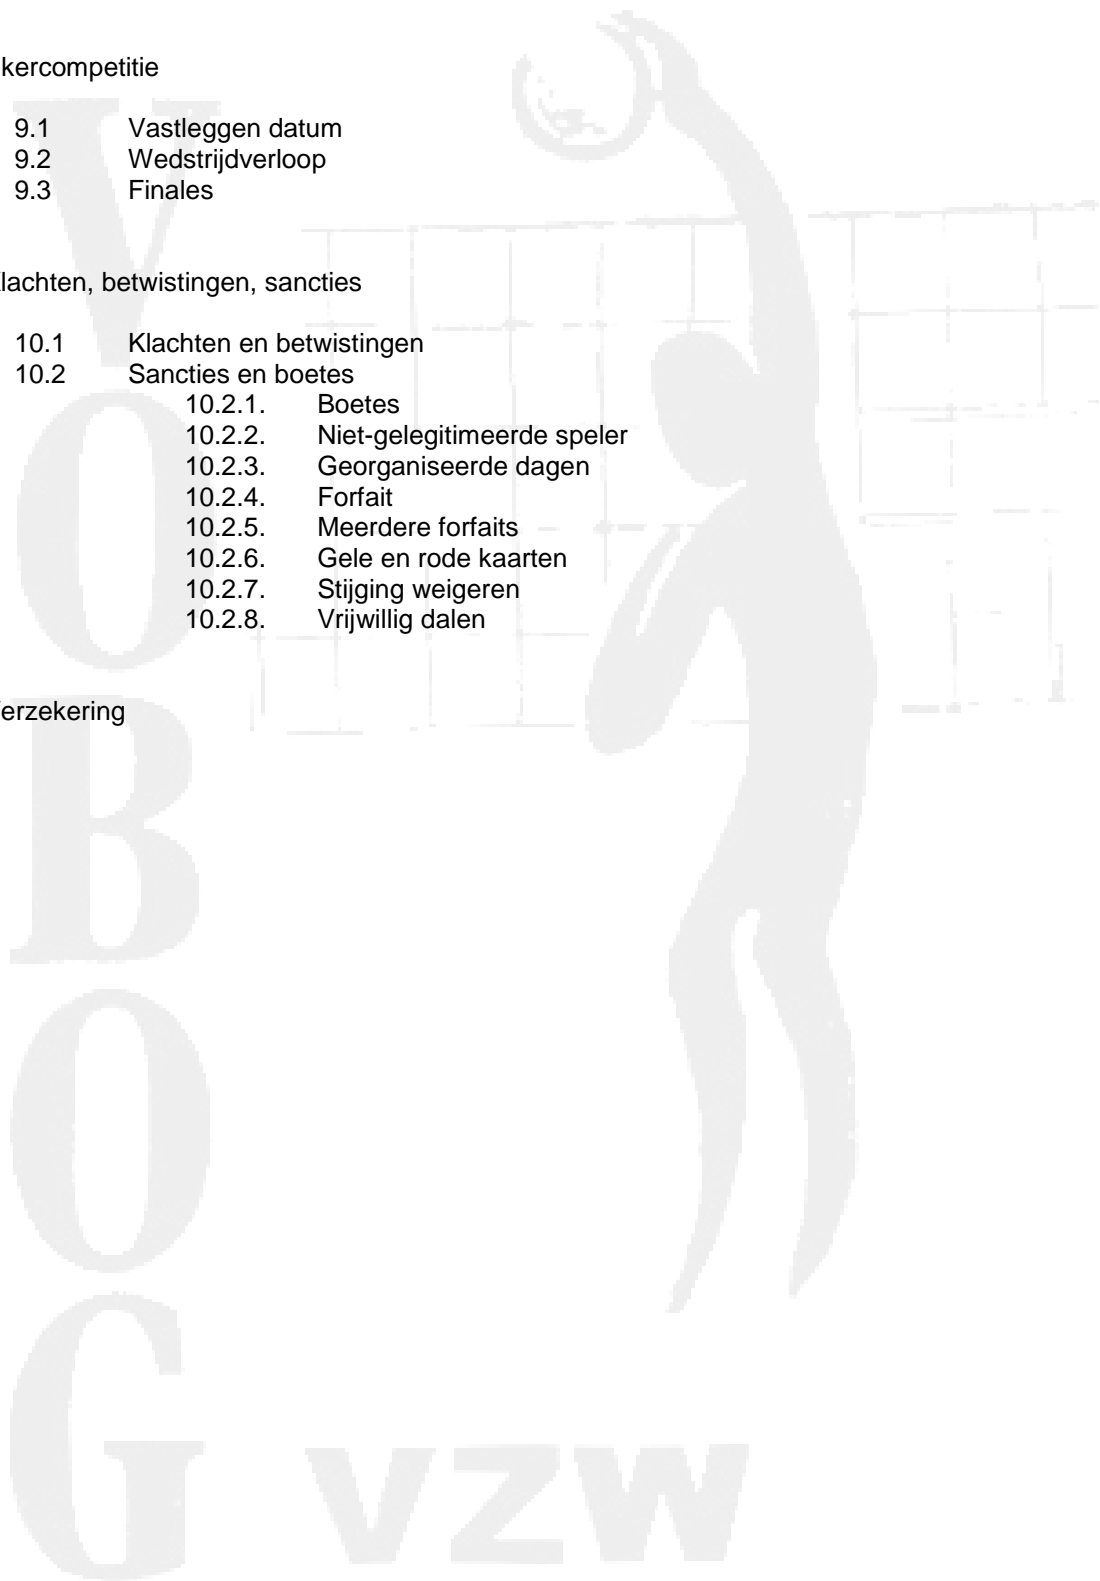 kercompetitie
9.1 Vastleggen datum
9.2 Wedstrijdverloop
9.3 Finales
lachten, betwistingen, sancties
10.1 Klachten en betwistingen
10.2 Sancties en boetes
10.2.1. Boetes
10.2.2. Niet-gelegitimeerde speler
10.2.3. Georganiseerde dagen
10.2.4. Forfait
10.2.5. Meerdere forfaits
10.2.6. Gele en rode kaarten
10.2.7. Stijging weigeren
10.2.8. Vrijwillig dalen
erzekering
VOBOG
vzw